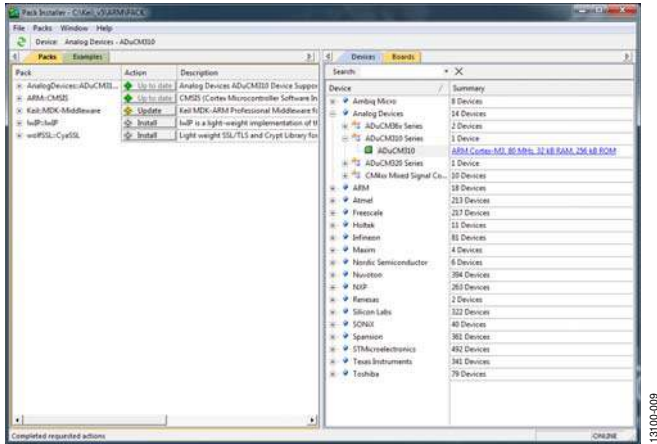 Pack Installer - C:\Keil_v5\ARM\PACK
File Packs Window Help
Device: Analog Devices - ADuCM310
Packs Examples
Pack Action Description
AnalogDevices::ADuCM31... Up to date Analog Devices ADuCM310 Device Suppor
ARM::CMSIS Up to date CMSIS (Cortex Microcontroller Software In
Keil::MDK-Middleware Update Keil MDK-ARM Professional Middleware fo
lwIP::lwIP Install lwIP is a light-weight implementation of th
wolfSSL::CyaSSL Install Light weight SSL/TLS and Crypt Library for
Devices Boards
Search:
Device Summary
Ambiq Micro 8 Devices
Analog Devices 14 Devices
ADuCM36x Series 2 Devices
ADuCM310 Series 1 Device
ADuCM310 ARM Cortex-M3, 80 MHz, 32 kB RAM, 256 kB ROM
ADuCM320 Series 1 Device
CM4xx Mixed Signal Co... 10 Devices
ARM 18 Devices
Atmel 213 Devices
Freescale 217 Devices
Holtek 11 Devices
Infineon 81 Devices
Maxim 4 Devices
Nordic Semiconductor 6 Devices
Nuvoton 394 Devices
NXP 263 Devices
Renesas 2 Devices
Silicon Labs 322 Devices
SONiX 40 Devices
Spansion 361 Devices
STMicroelectronics 492 Devices
Texas Instruments 341 Devices
Toshiba 79 Devices
Completed requested actions
ONLINE
13100-009